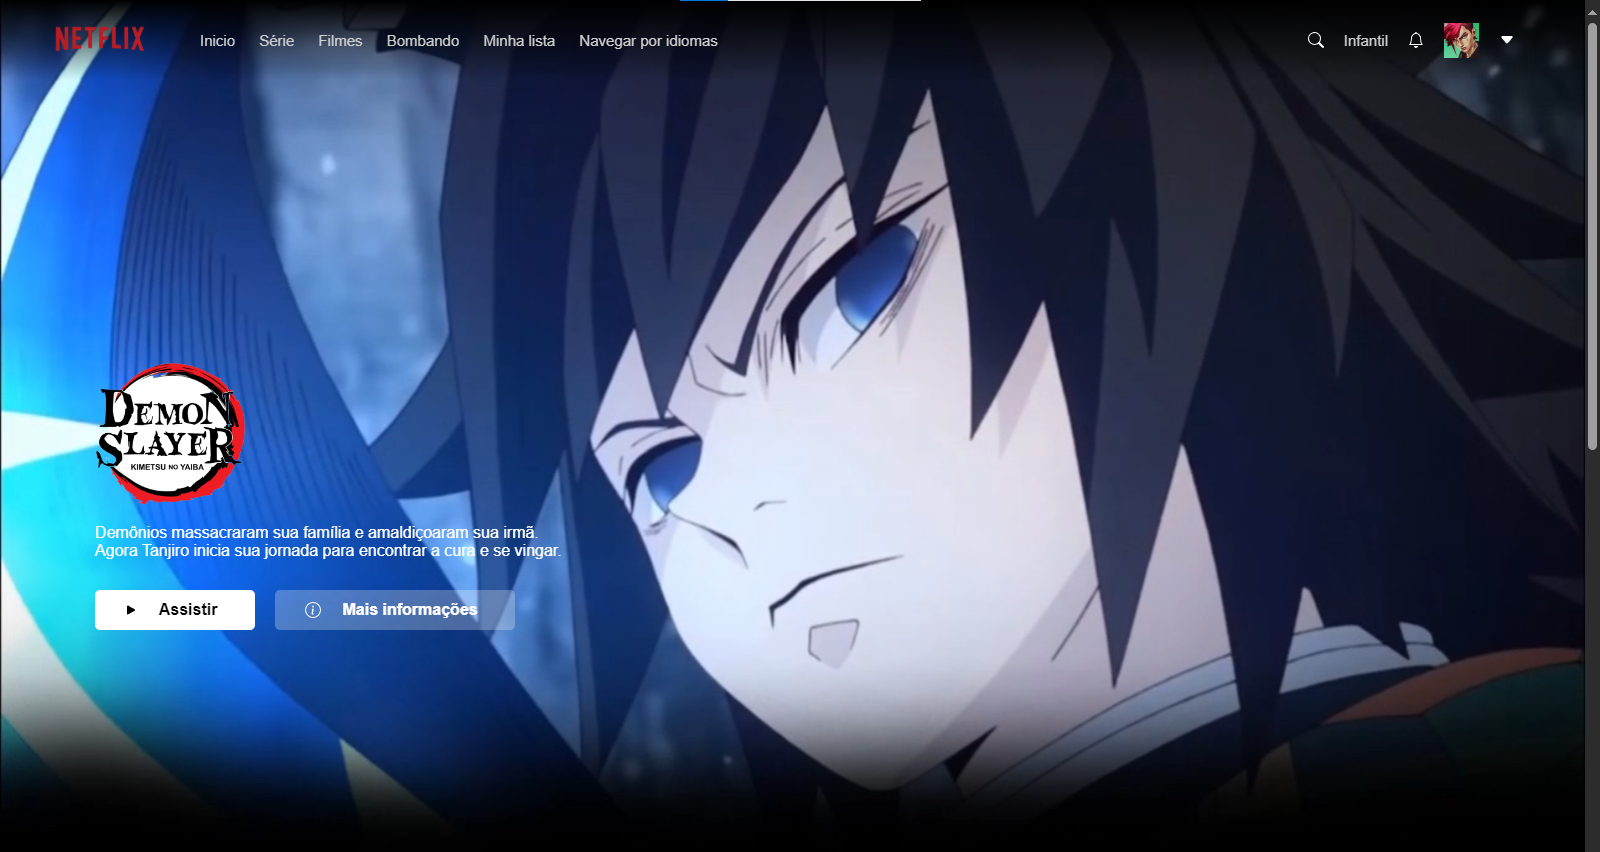 NETFLIX
Inicio Série Filmes Bombando Minha lista Navegar por idiomas
Infantil
DEMON
SLAYER
KIMETSU NO YAIBA
Demônios massacraram sua família e amaldiçoaram sua irmã.
Agora Tanjiro inicia sua jornada para encontrar a cura e se vingar.
Assistir
Mais informações